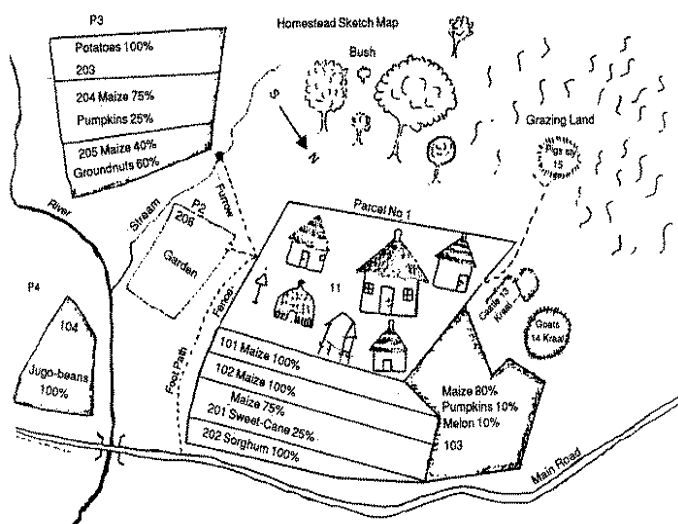 P3
Homestead Sketch Map
Potatoes 100%
203
204 Maize 75%
Pumpkins 25%
205 Maize 40%
Groundnuts 60%
Bush
S
N
Grazing Land
Pigs sty
15
River
Stream
P2
206
Furrow
Garden
Parcel No 1
11
Fence
Foot Path
Cattle 13
Kraal
Goats
14 Kraal
P4
104
Jugo-beans
100%
101 Maize 100%
102 Maize 100%
Maize 75%
201 Sweet-Cane 25%
202 Sorghum 100%
Maize 80%
Pumpkins 10%
Melon 10%
103
Main Road